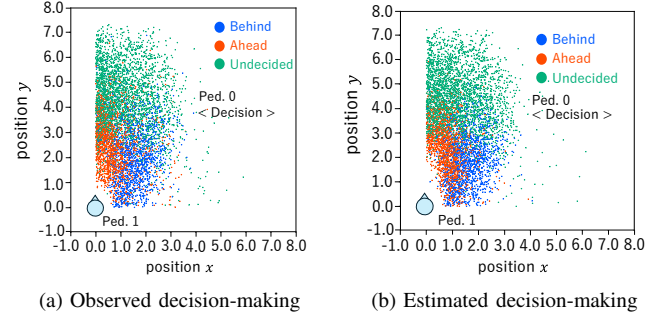 8.0
7.0
6.0
5.0
4.0
3.0
2.0
1.0
0.0
-1.0
position y
Behind
Ahead
Undecided
Ped. 0
< Decision >
Ped. 1
-1.0 0.0 1.0 2.0 3.0 4.0 5.0 6.0 7.0 8.0
position x
(a) Observed decision-making
8.0
7.0
6.0
5.0
4.0
3.0
2.0
1.0
0.0
-1.0
position y
Behind
Ahead
Undecided
Ped. 0
< Decision >
Ped. 1
-1.0 0.0 1.0 2.0 3.0 4.0 5.0 6.0 7.0 8.0
position x
(b) Estimated decision-making